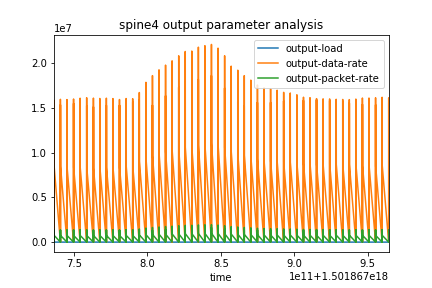 spine4 output parameter analysis
1e7
output-load
output-data-rate
output-packet-rate
2.0
1.5
1.0
0.5
0.0
7.5 8.0 8.5 9.0 9.5
time
1e11+1.501867e18